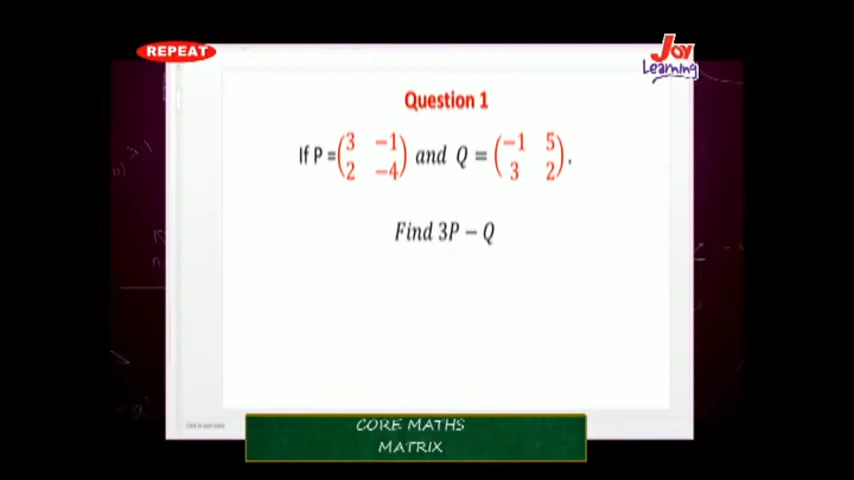 REPEAT
Joy
Learning
Question 1
If P = (3 −1
2 −4) and Q = (−1 5
3 2).
Find 3P − Q
CORE MATHS
MATRIX